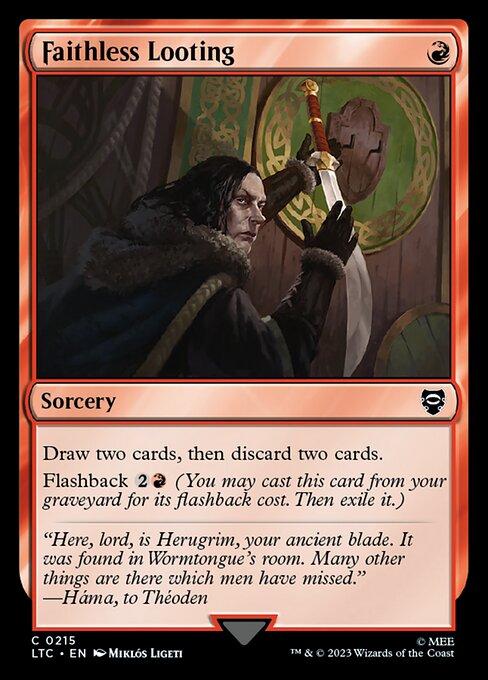 Faithless Looting
Sorcery
Draw two cards, then discard two cards.
Flashback 2 (You may cast this card from your
graveyard for its flashback cost. Then exile it.)
“Here, lord, is Herugrim, your ancient blade. It
was found in Wormtongue’s room. Many other
things are there which men have missed.”
—Háma, to Théoden
C 0215
© MEE
LTC • EN Miklós Ligeti
™ & © 2023 Wizards of the Coast